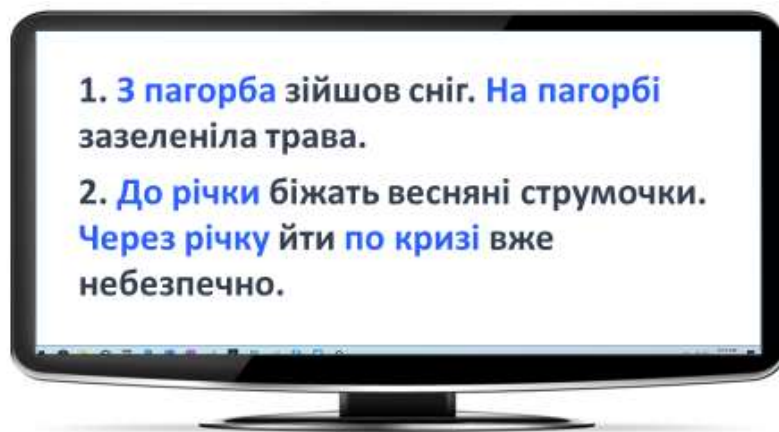 1. З пагорба зійшов сніг. На пагорбі
зазеленіла трава.
2. До річки біжать весняні струмочки.
Через річку йти по кризі вже
небезпечно.